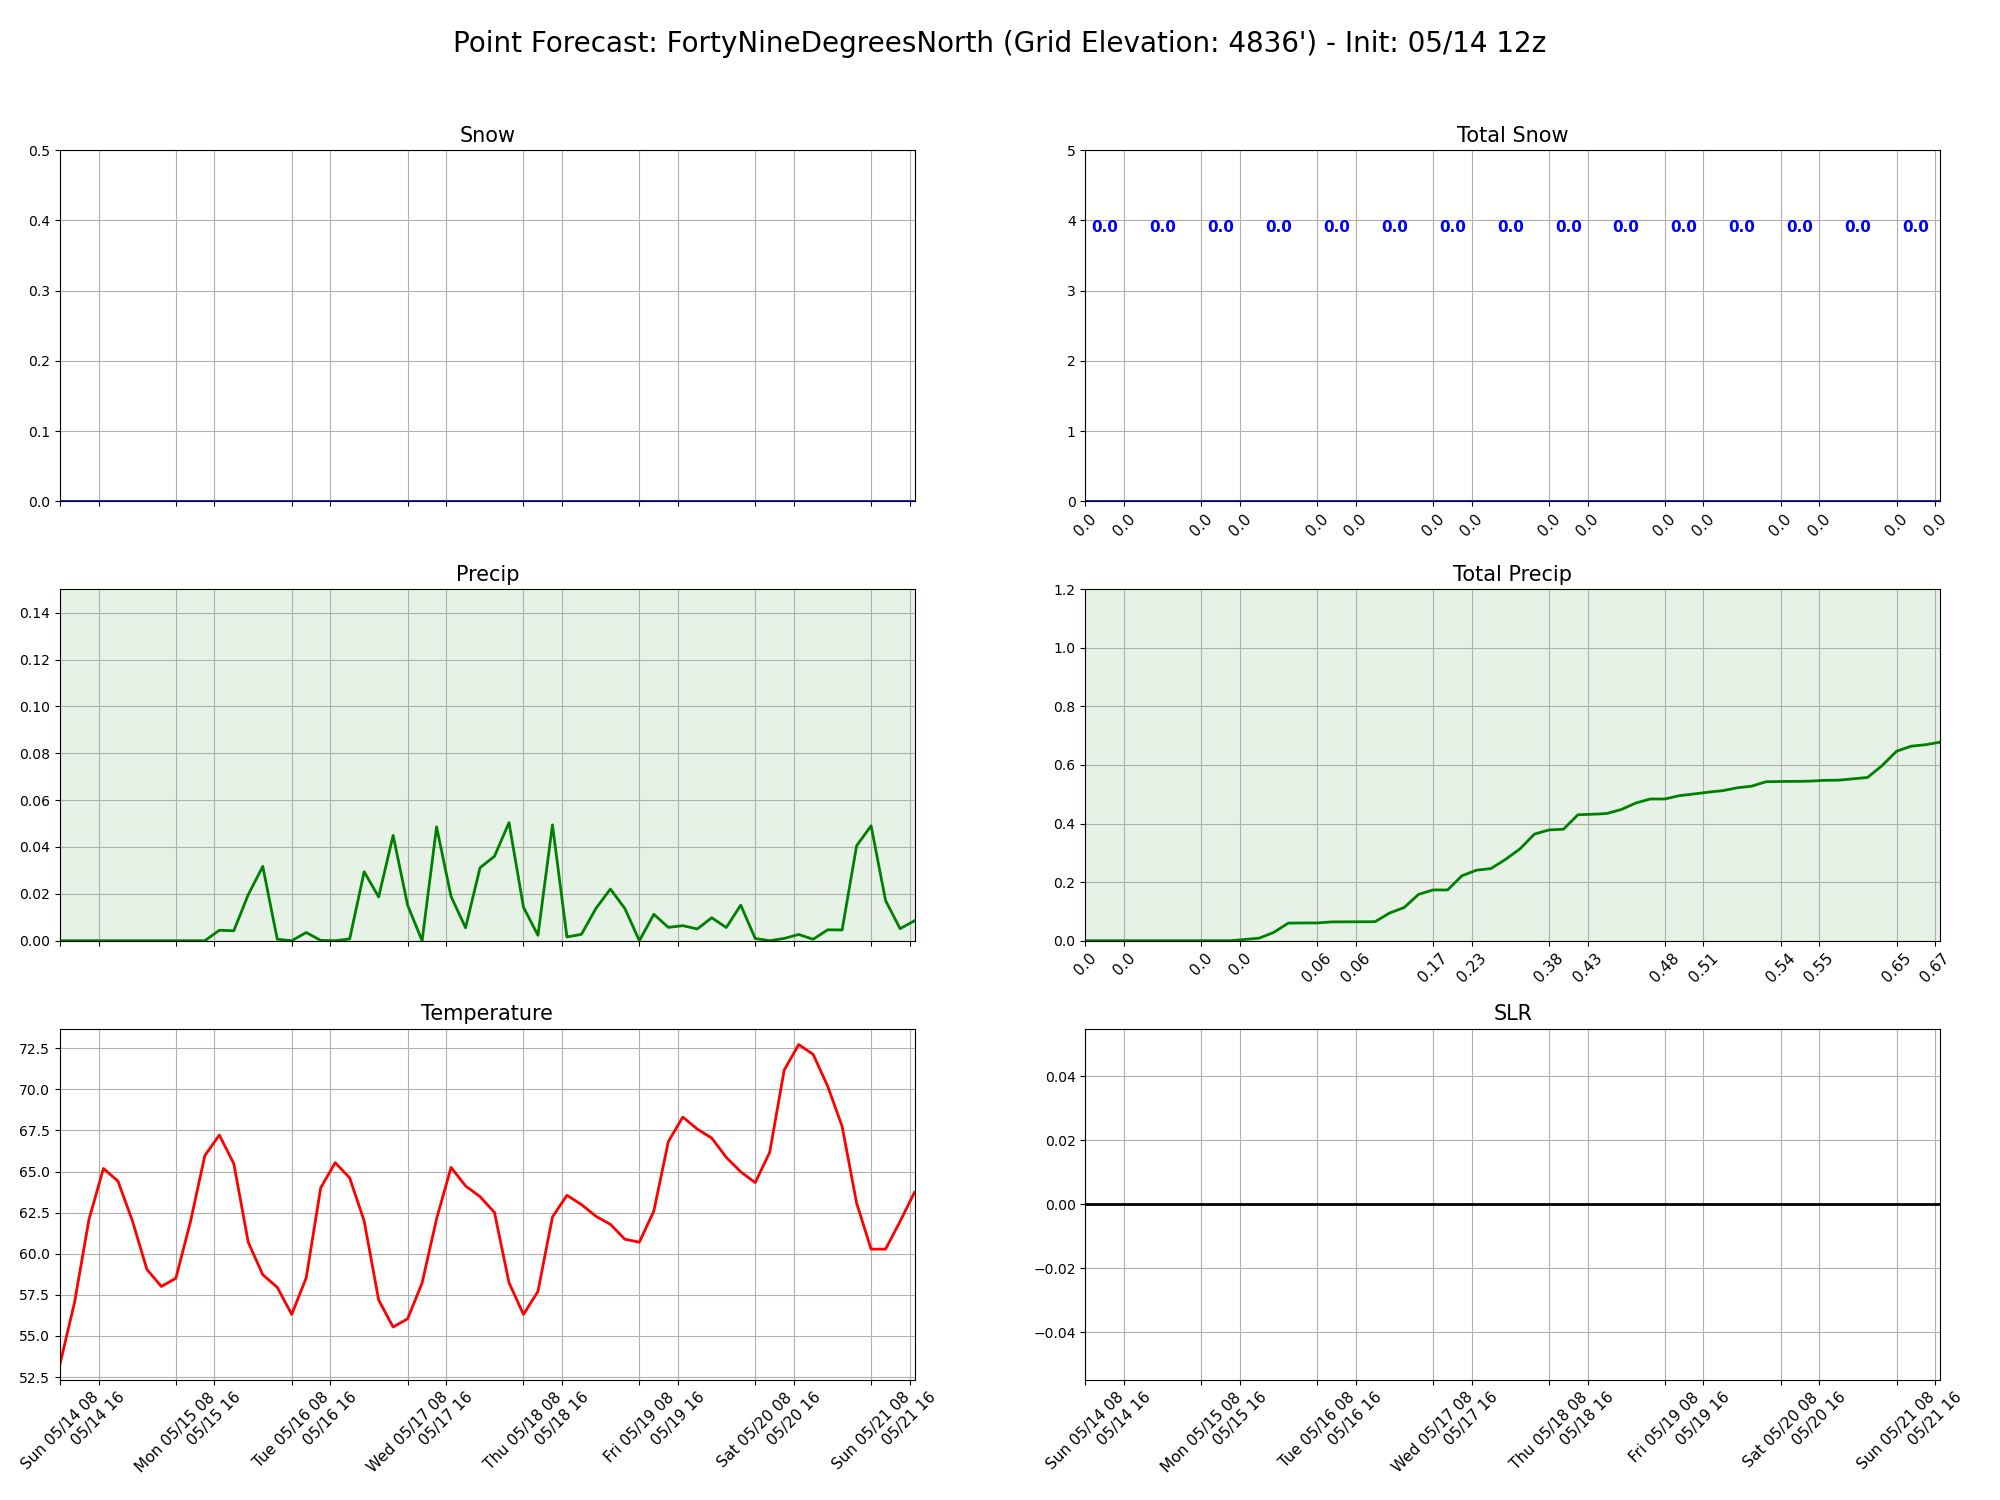 Point Forecast: FortyNineDegreesNorth (Grid Elevation: 4836') - Init: 05/14 12z
Snow
0.5
0.4
0.3
0.2
0.1
0.0
Total Snow
5
4
3
2
1
0
0.0 0.0 0.0 0.0 0.0 0.0 0.0 0.0 0.0 0.0 0.0 0.0 0.0 0.0 0.0
0.0 0.0 0.0 0.0 0.0 0.0 0.0 0.0 0.0 0.0 0.0 0.0 0.0 0.0 0.0 0.0
Precip
0.14
0.12
0.10
0.08
0.06
0.04
0.02
0.00
Total Precip
1.2
1.0
0.8
0.6
0.4
0.2
0.0
0.0 0.0 0.0 0.0 0.06 0.06 0.17 0.23 0.38 0.43 0.48 0.51 0.54 0.55 0.65 0.67
Temperature
72.5
70.0
67.5
65.0
62.5
60.0
57.5
55.0
52.5
Sun 05/14 08
05/14 16
Mon 05/15 08
05/15 16
Tue 05/16 08
05/16 16
Wed 05/17 08
05/17 16
Thu 05/18 08
05/18 16
Fri 05/19 08
05/19 16
Sat 05/20 08
05/20 16
Sun 05/21 08
05/21 16
SLR
0.04
0.02
0.00
−0.02
−0.04
Sun 05/14 08
05/14 16
Mon 05/15 08
05/15 16
Tue 05/16 08
05/16 16
Wed 05/17 08
05/17 16
Thu 05/18 08
05/18 16
Fri 05/19 08
05/19 16
Sat 05/20 08
05/20 16
Sun 05/21 08
05/21 16